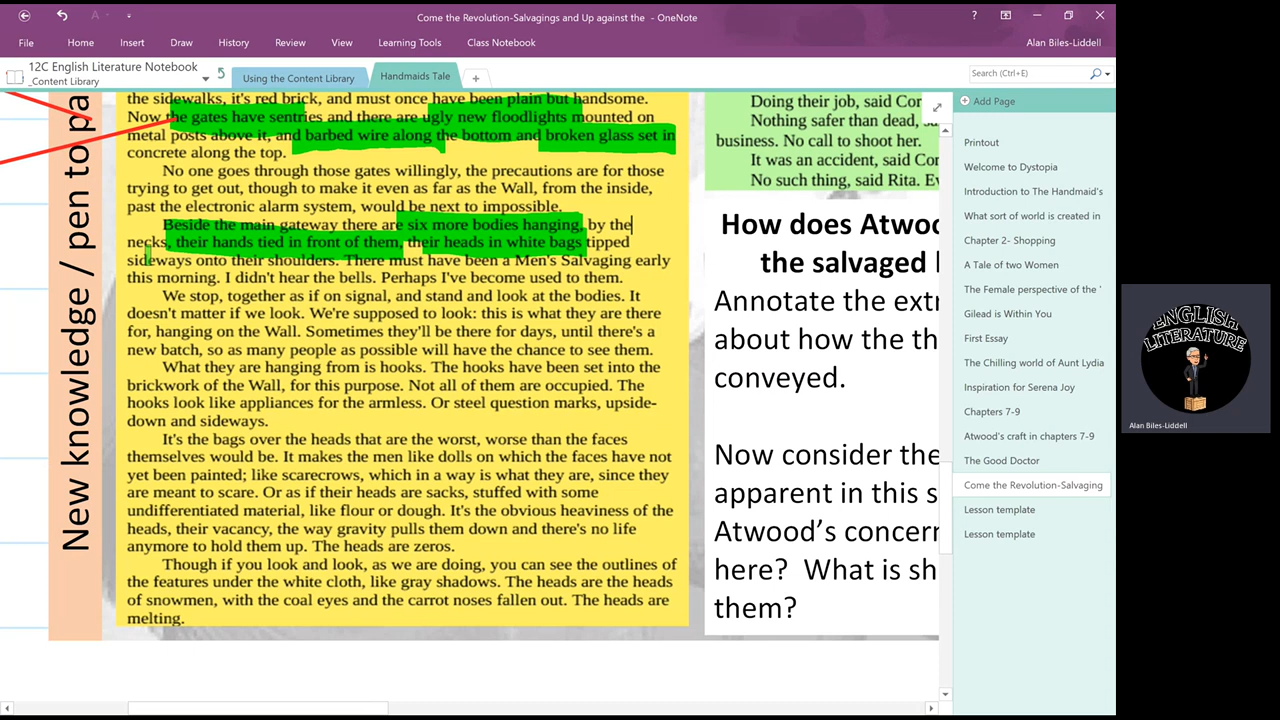 Come the Revolution-Salvagings and Up against the - OneNote
File
Home
Insert
Draw
History
Review
View
Learning Tools
Class Notebook
Alan Biles-Liddell
12C English Literature Notebook
_Content Library
Using the Content Library
Handmaids Tale
Search (Ctrl+E)
New knowledge / pen to pa
the sidewalks, it's red brick, and must once have been plain but handsome.
Now the gates have sentries and there are ugly new floodlights mounted on
metal posts above it, and barbed wire along the bottom and broken glass set in
concrete along the top.
No one goes through those gates willingly, the precautions are for those
trying to get out, though to make it even as far as the Wall, from the inside,
past the electronic alarm system, would be next to impossible.
Beside the main gateway there are six more bodies hanging, by the
necks, their hands tied in front of them, their heads in white bags tipped
sideways onto their shoulders. There must have been a Men's Salvaging early
this morning. I didn't hear the bells. Perhaps I've become used to them.
We stop, together as if on signal, and stand and look at the bodies. It
doesn't matter if we look. We're supposed to look: this is what they are there
for, hanging on the Wall. Sometimes they'll be there for days, until there's a
new batch, so as many people as possible will have the chance to see them.
What they are hanging from is hooks. The hooks have been set into the
brickwork of the Wall, for this purpose. Not all of them are occupied. The
hooks look like appliances for the armless. Or steel question marks, upside-
down and sideways.
It's the bags over the heads that are the worst, worse than the faces
themselves would be. It makes the men like dolls on which the faces have not
yet been painted; like scarecrows, which in a way is what they are, since they
are meant to scare. Or as if their heads are sacks, stuffed with some
undifferentiated material, like flour or dough. It's the obvious heaviness of the
heads, their vacancy, the way gravity pulls them down and there's no life
anymore to hold them up. The heads are zeros.
Though if you look and look, as we are doing, you can see the outlines of
the features under the white cloth, like gray shadows. The heads are the heads
of snowmen, with the coal eyes and the carrot noses fallen out. The heads are
melting.
Doing their job, said Cor
Nothing safer than dead,
business. No call to shoot her.
It was an accident, said Cor
No such thing, said Rita. Ev
How does Atwoo
the salvaged
Annotate the extr
about how the th
conveyed.
Now consider the
apparent in this s
Atwood's concern
here? What is sh
them?
Add Page
Printout
Welcome to Dystopia
Introduction to The Handmaid's
What sort of world is created in
Chapter 2- Shopping
A Tale of two Women
The Female perspective of the '
Gilead is Within You
First Essay
The Chilling world of Aunt Lydia
Inspiration for Serena Joy
Chapters 7-9
Atwood's craft in chapters 7-9
The Good Doctor
Come the Revolution-Salvaging
Lesson template
Lesson template
ENGLISH
LITERATURE
Alan Biles-Liddell